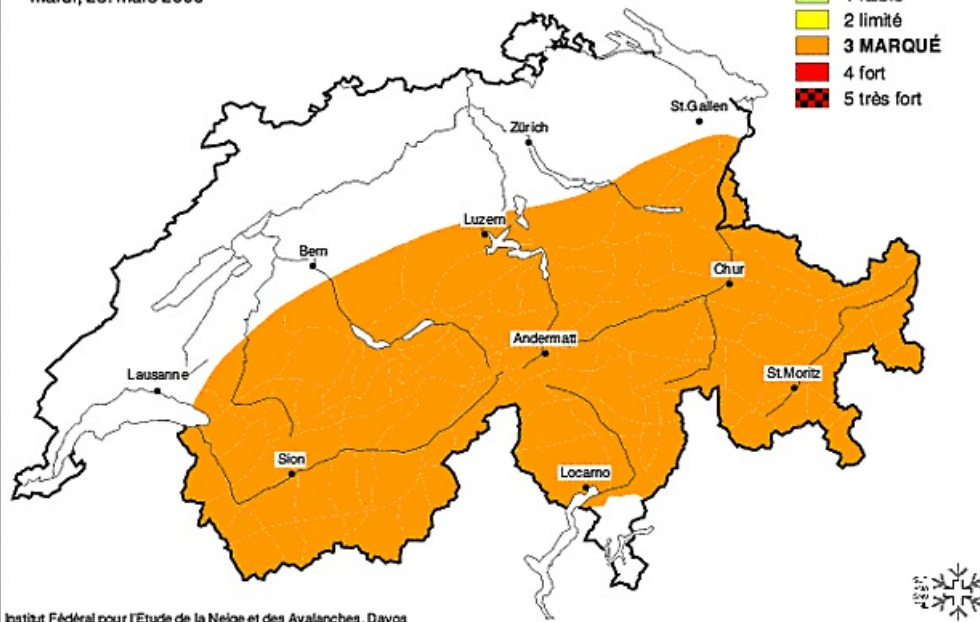 2 limité
3 MARQUÉ
4 fort
5 très fort
St.Gallen
Zürich
Luzern
Bern
Chur
Andermatt
Lausanne
St.Moritz
Sion
Locarno
Institut Fédéral pour l'Etude de la Neige et des Avalanches, Davos